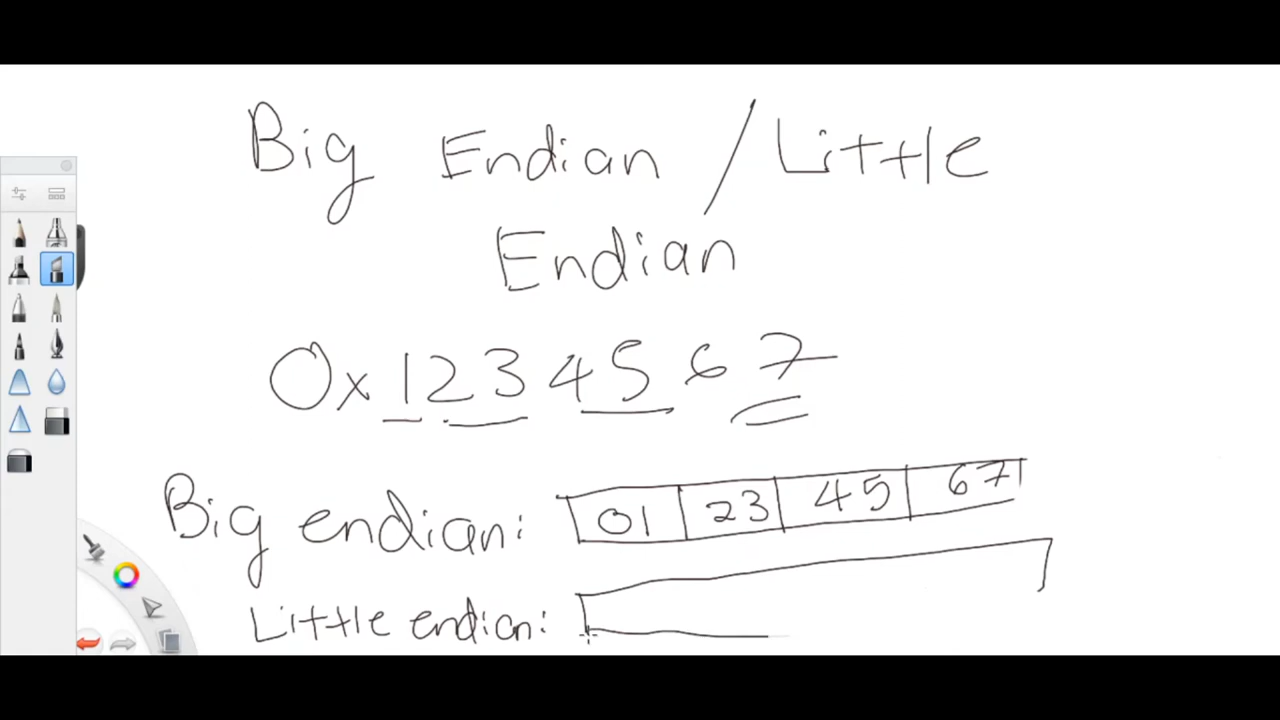 Big Endian / Little
Endian
0x1234567
Big endian: 01 23 45 67
Little endian: